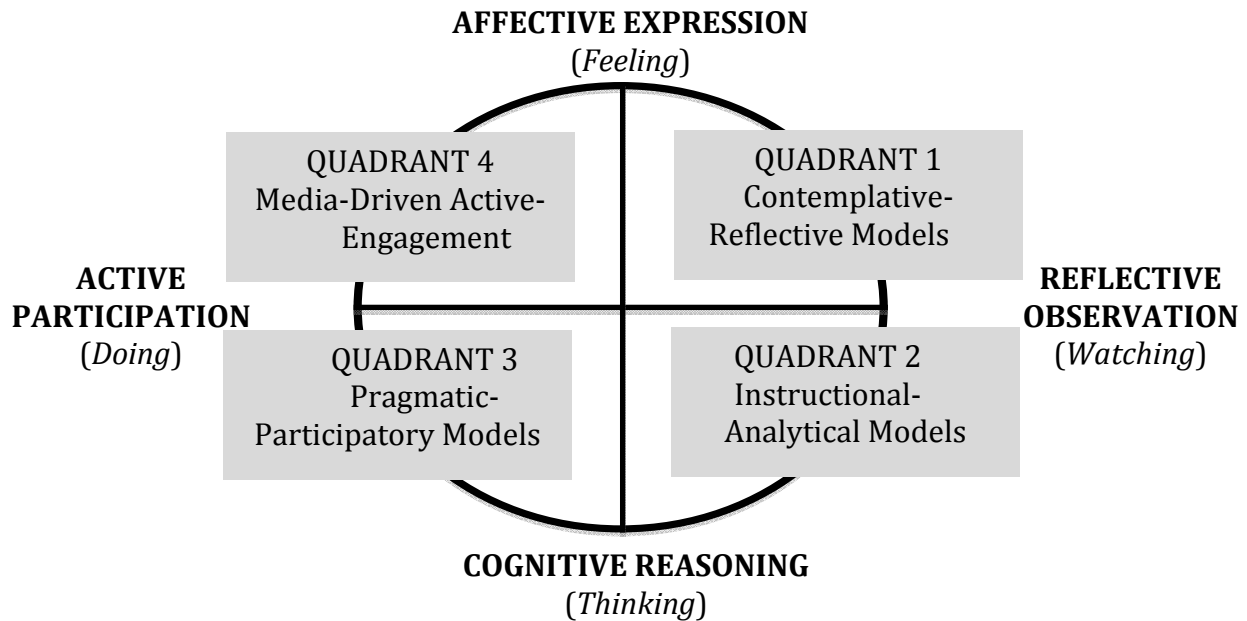 AFFECTIVE EXPRESSION
(Feeling)
QUADRANT 4
Media-Driven Active-
Engagement
QUADRANT 1
Contemplative-
Reflective Models
ACTIVE
PARTICIPATION
(Doing)
REFLECTIVE
OBSERVATION
(Watching)
QUADRANT 3
Pragmatic-
Participatory Models
QUADRANT 2
Instructional-
Analytical Models
COGNITIVE REASONING
(Thinking)